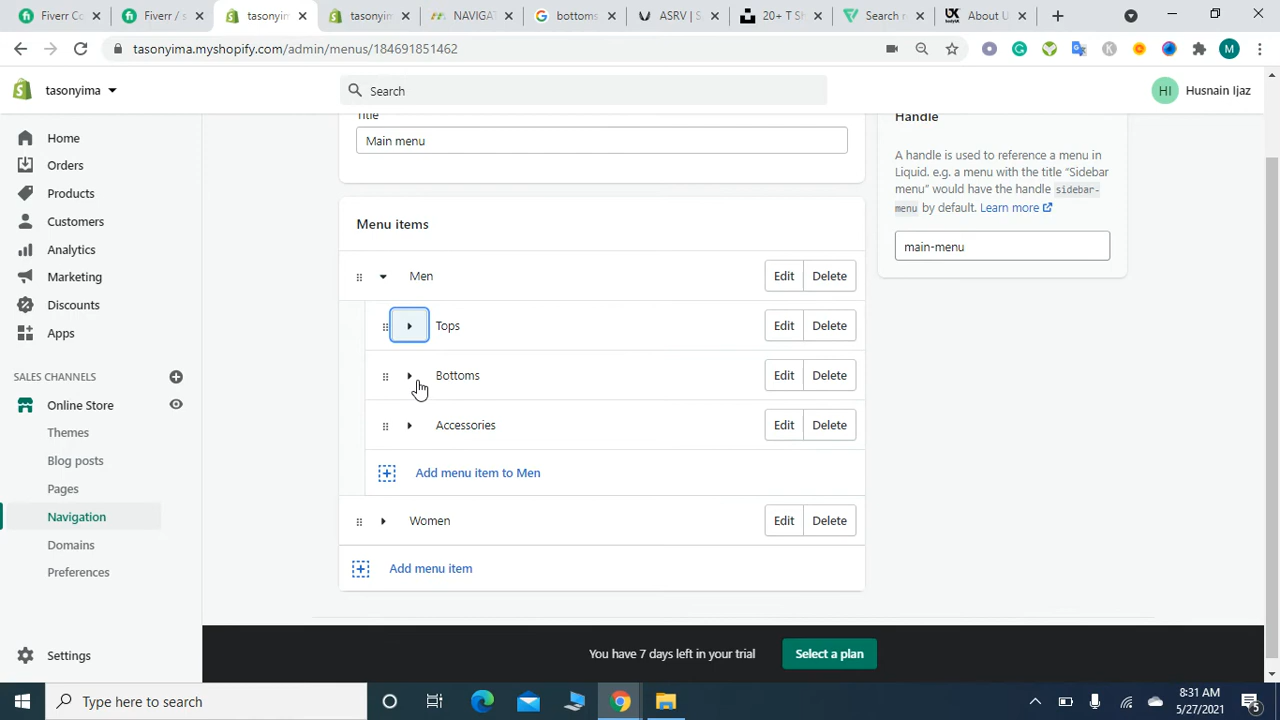 Fiverr Co
Fiverr / s
tasonyim
tasonyim
NAVIGAT
bottoms
ASRV | S
20+ T Sh
Search r
About U
tasonyima.myshopify.com/admin/menus/184691851462
M
tasonyima
Search
HI
Husnain Ijaz
Home
Orders
Products
Customers
Analytics
Marketing
Discounts
Apps
SALES CHANNELS
Online Store
Themes
Blog posts
Pages
Navigation
Domains
Preferences
Settings
Title
Main menu
Menu items
Men
Edit
Delete
Tops
Edit
Delete
Bottoms
Edit
Delete
Accessories
Edit
Delete
Add menu item to Men
Women
Edit
Delete
Add menu item
Handle
A handle is used to reference a menu in
Liquid. e.g. a menu with the title “Sidebar
menu” would have the handle sidebar-
menu by default. Learn more
main-menu
You have 7 days left in your trial
Select a plan
Type here to search
8:31 AM
5/27/2021
5